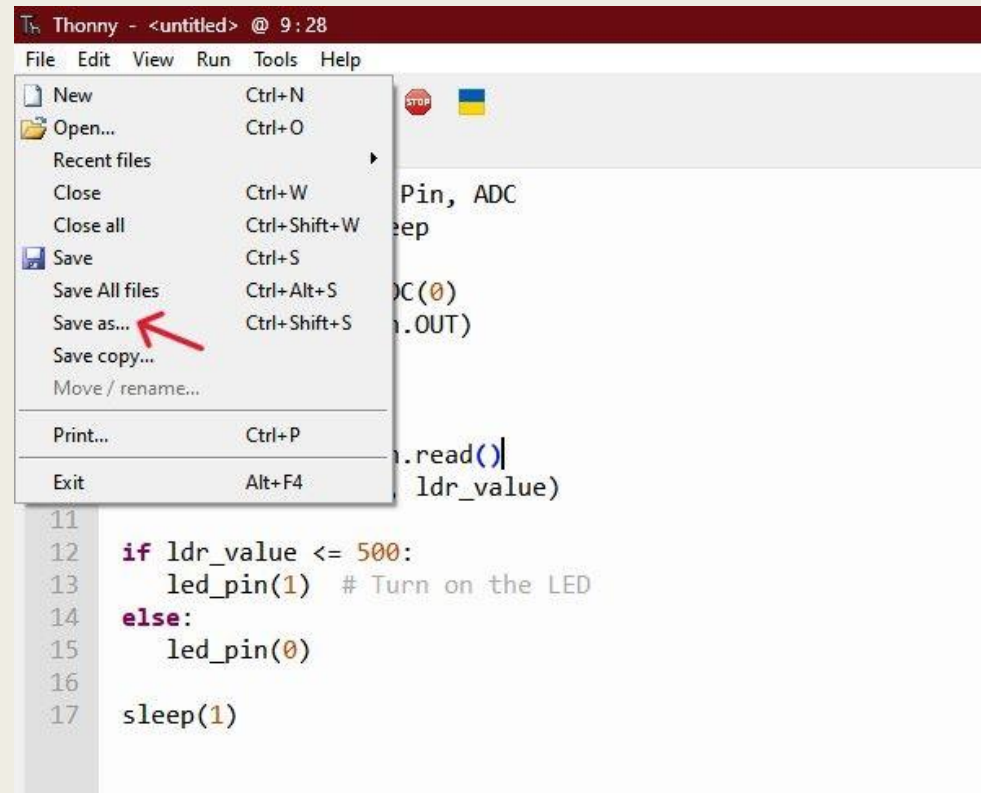 Thonny - <untitled> @ 9:28
File Edit View Run Tools Help
New Ctrl+N
STOP
Open... Ctrl+O
Recent files
Close Ctrl+W
Pin, ADC
Close all Ctrl+Shift+W
eep
Save Ctrl+S
Save All files Ctrl+Alt+S
C(0)
Save as... Ctrl+Shift+S
.OUT)
Save copy...
Move / rename...
Print... Ctrl+P
.read()
Exit Alt+F4
, ldr_value)
11
12 if ldr_value <= 500:
13 led_pin(1) # Turn on the LED
14 else:
15 led_pin(0)
16
17 sleep(1)